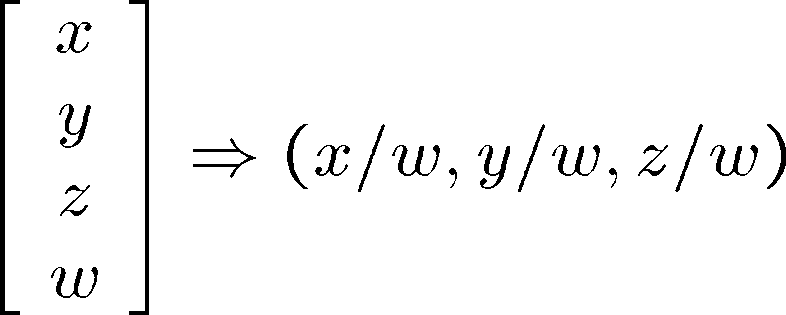 x
y
z
w
⇒ (x/w, y/w, z/w)